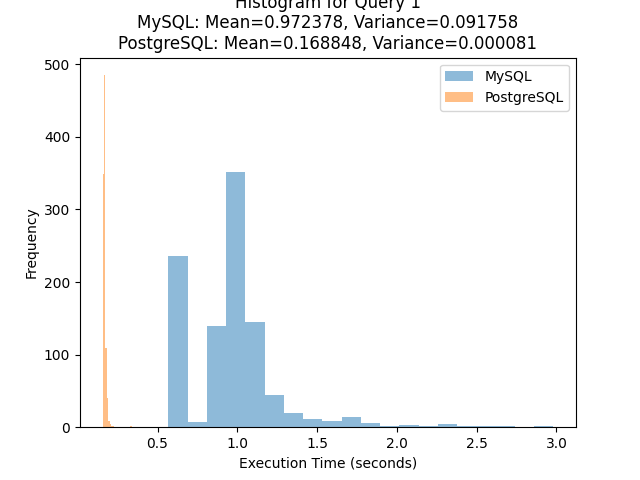 Histogram for Query 1
MySQL: Mean=0.972378, Variance=0.091758
PostgreSQL: Mean=0.168848, Variance=0.000081
MySQL
PostgreSQL
500
400
300
200
100
0
Frequency
0.5
1.0
1.5
2.0
2.5
3.0
Execution Time (seconds)